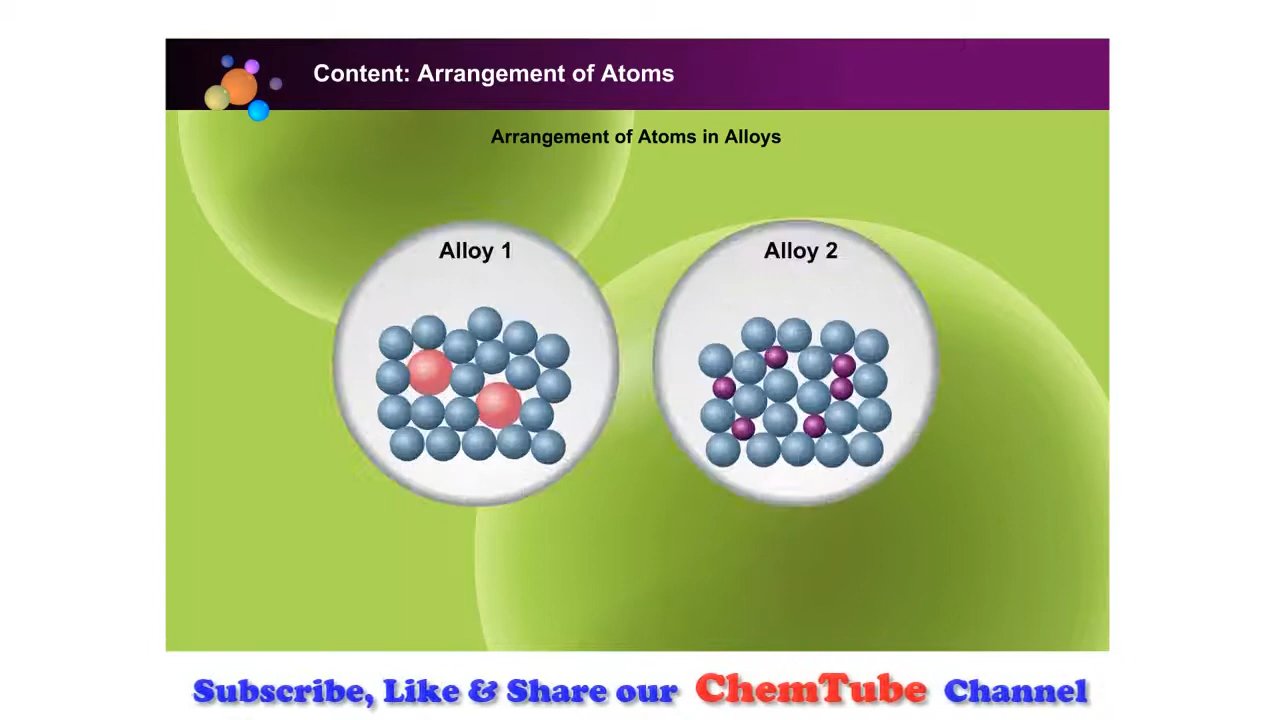 Content: Arrangement of Atoms
Arrangement of Atoms in Alloys
Alloy 1
Alloy 2
Subscribe, Like & Share our ChemTube Channel